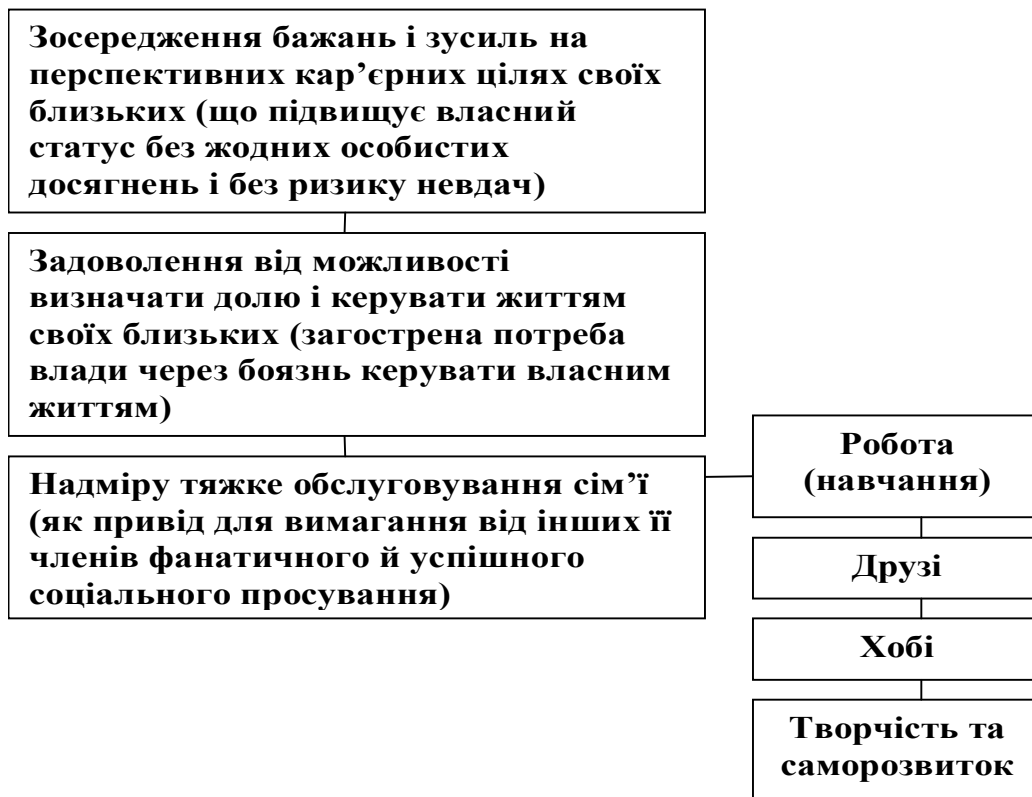 Зосередження бажань і зусиль на
перспективних кар’єрних цілях своїх
близьких (що підвищує власний
статус без жодних особистих
досягнень і без ризику невдач)
Задоволення від можливості
визначати долю і керувати життям
своїх близьких (загострена потреба
влади через боязнь керувати власним
життям)
Надміру тяжке обслуговування сім’ї
(як привід для вимагання від інших її
членів фанатичного й успішного
соціального просування)
Робота
(навчання)
Друзі
Хобі
Творчість та
саморозвиток